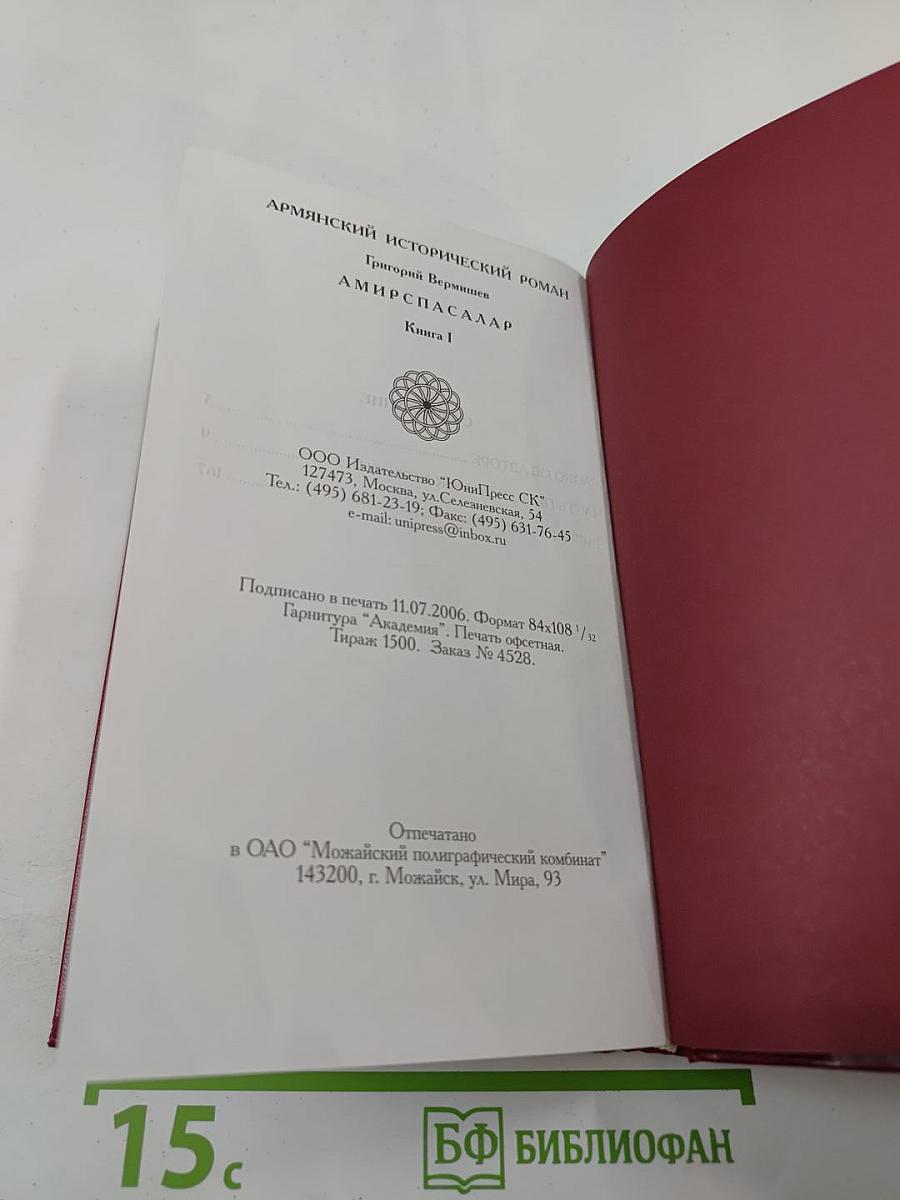 АРМЯНСКИЙ ИСТОРИЧЕСКИЙ РОМАН
Григорий Вермишев
АМИРСПАСАЛАР
Книга I
ООО Издательство "ЮниПресс СК"
127473, Москва, ул.Селезневская, 54
Тел.: (495) 681-23-19; Факс: (495) 631-76-45
e-mail: unipress@inbox.ru
Подписано в печать 11.07.2006. Формат 84х108 1/32
Гарнитура "Академия". Печать офсетная.
Тираж 1500. Заказ № 4528.
Отпечатано
в ОАО "Можайский полиграфический комбинат"
143200, г. Можайск, ул. Мира, 93
15 с
БФ БИБЛИОФАН